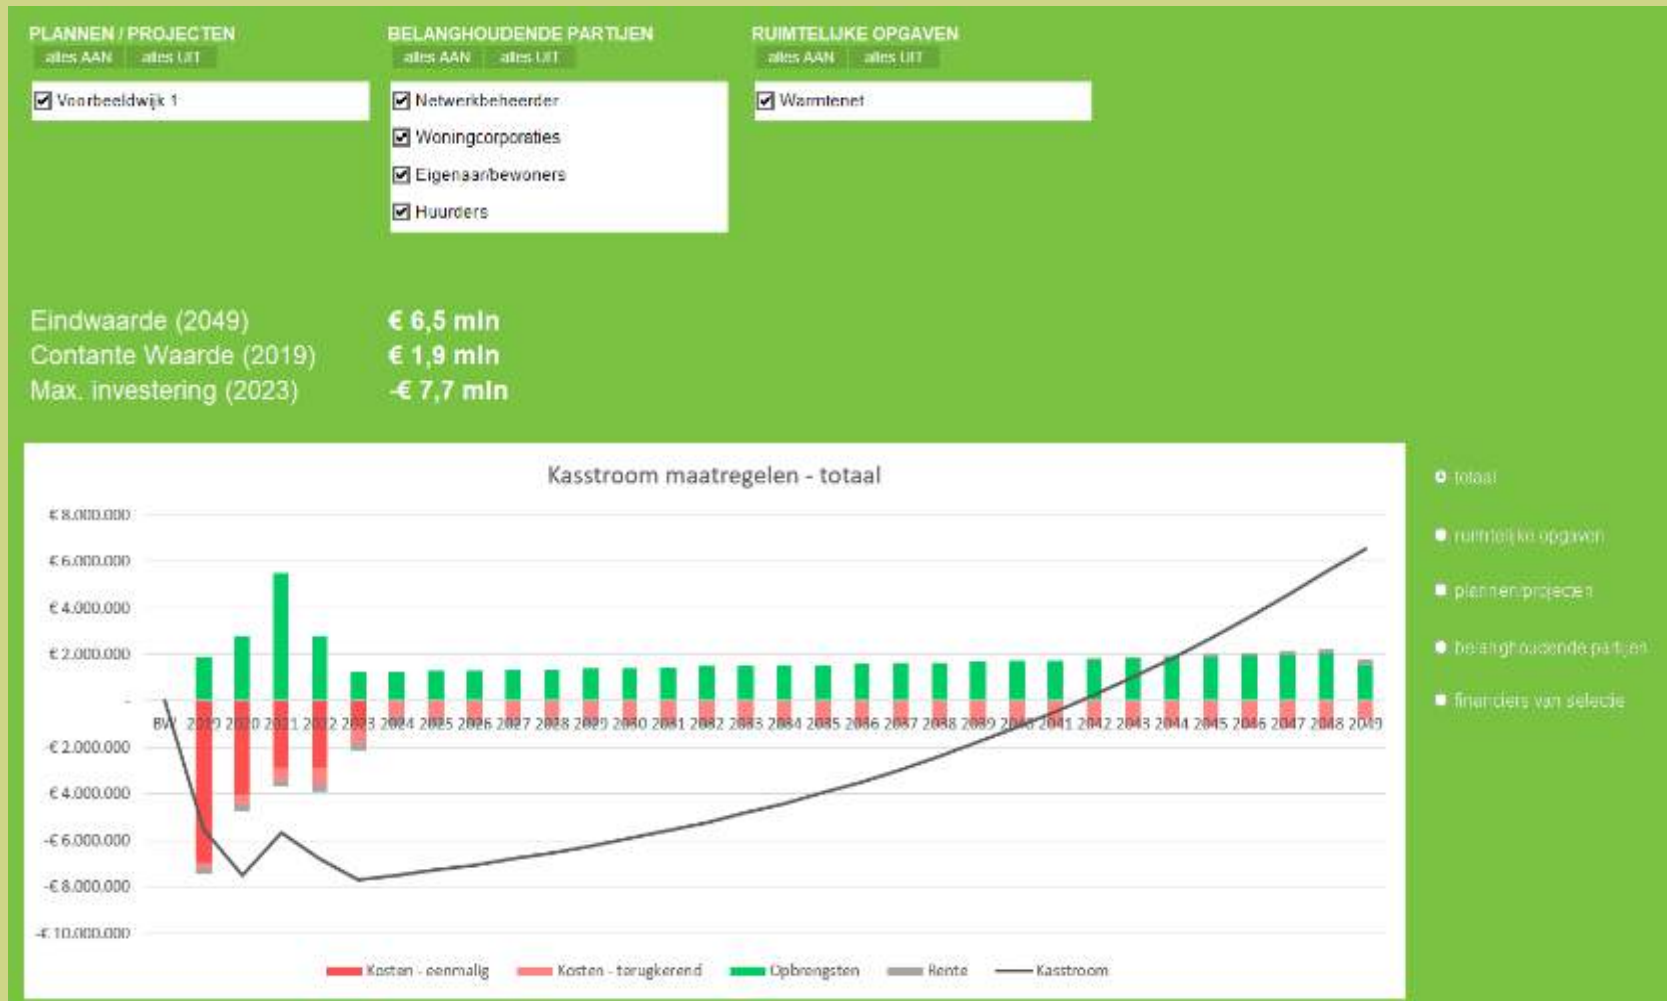 PLANNEN / PROJECTEN
alles AAN alles UIT
Voorbeeldwijk 1
BELANGHOUDENDE PARTIJEN
alles AAN alles UIT
Netwerkbeheerder
Woningcorporaties
Eigenaar/bewoners
Huurders
RUIMTELIJKE OPGAVEN
alles AAN alles UIT
Warmtenet
Eindwaarde (2049) € 6,5 mln
Contante Waarde (2019) € 1,9 mln
Max. investering (2023) -€ 7,7 mln
Kasstroom maatregelen - totaal
€ 8.000.000
€ 6.000.000
€ 4.000.000
€ 2.000.000
-
-€ 2.000.000
-€ 4.000.000
-€ 6.000.000
-€ 8.000.000
-€ 10.000.000
BW 2019 2020 2021 2022 2023 2024 2025 2026 2027 2028 2029 2030 2031 2032 2033 2034 2035 2036 2037 2038 2039 2040 2041 2042 2043 2044 2045 2046 2047 2048 2049
Kosten - eenmalig Kosten - terugkerend Opbrengsten Rente Kasstroom
totaal
ruimtelijke opgaven
plannen/projecten
belanghoudende partijen
financiers van selectie